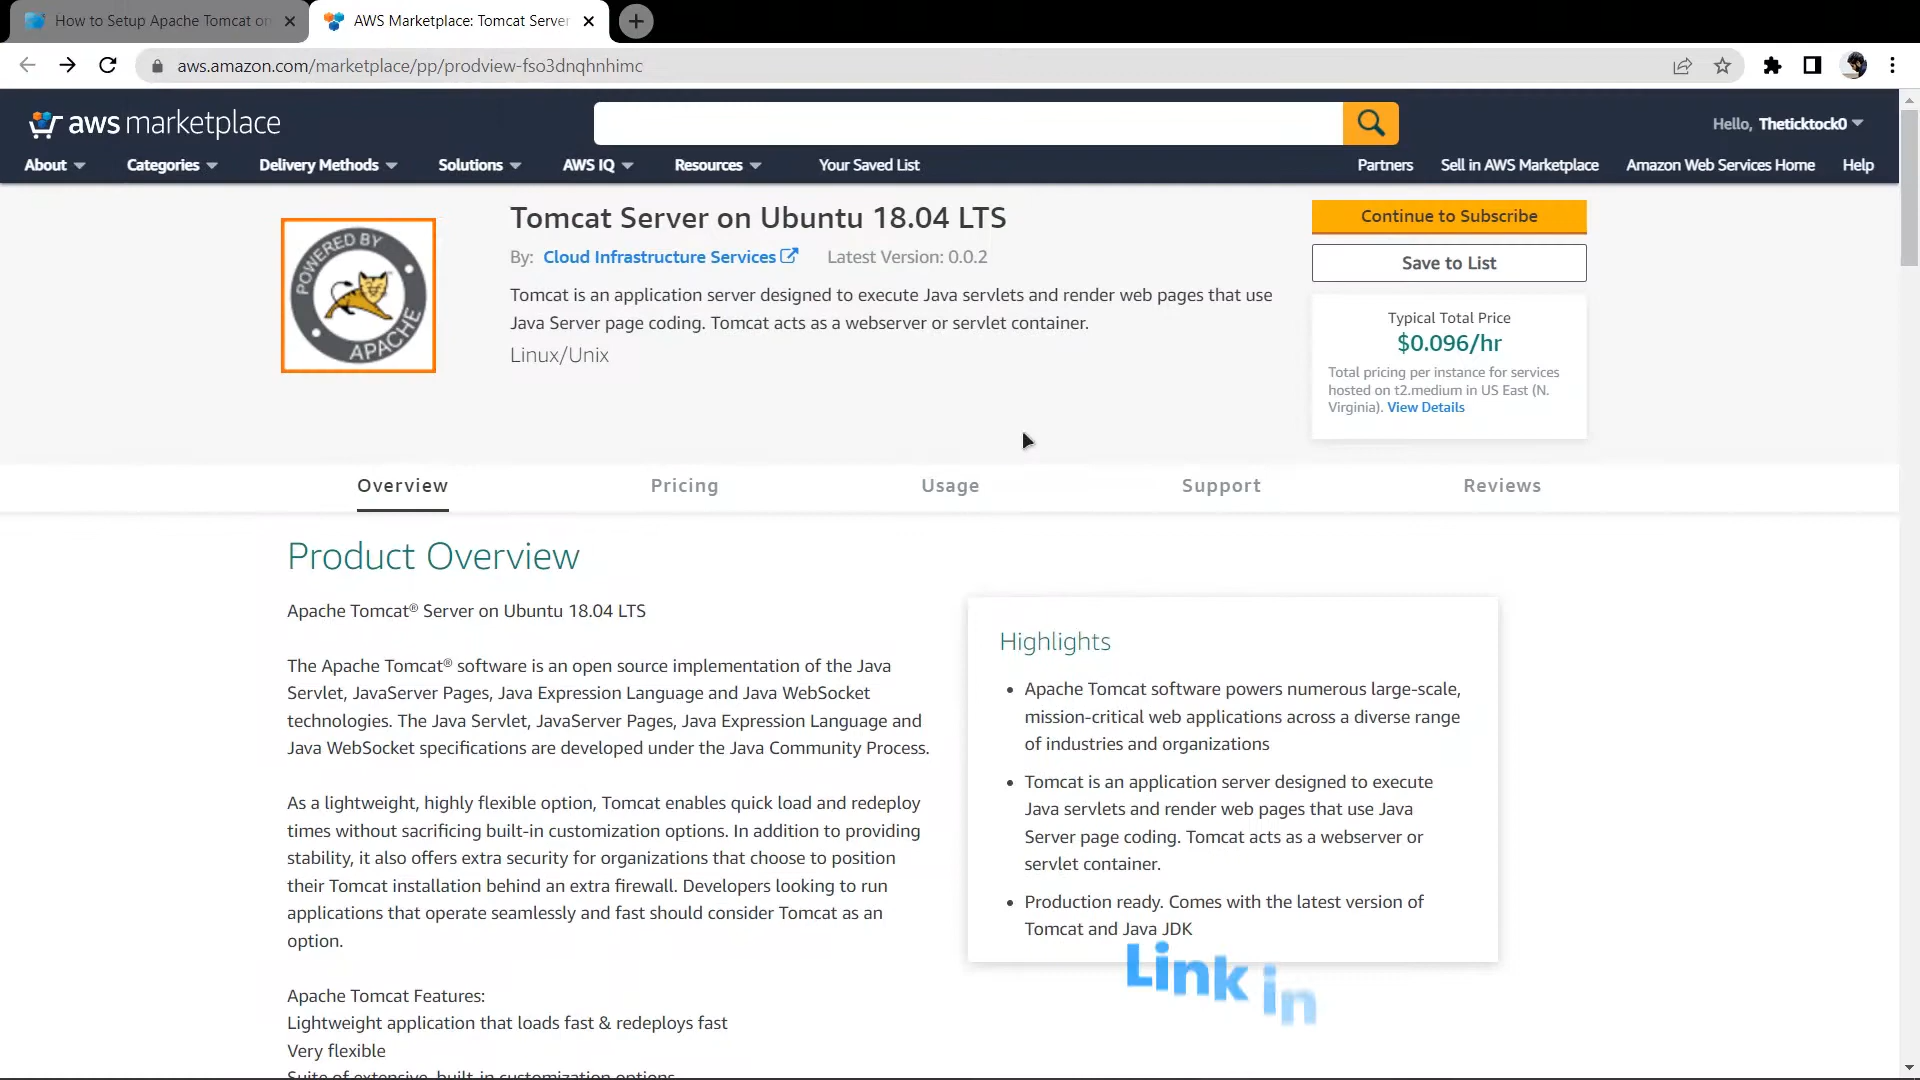 How to Setup Apache Tomcat on
AWS Marketplace: Tomcat Server
aws.amazon.com/marketplace/pp/prodview-fso3dnqhnhimc
aws marketplace
Hello, Theticktock0
About
Categories
Delivery Methods
Solutions
AWS IQ
Resources
Your Saved List
Partners
Sell in AWS Marketplace
Amazon Web Services Home
Help
POWERED BY
APACHE
Tomcat Server on Ubuntu 18.04 LTS
By: Cloud Infrastructure Services Latest Version: 0.0.2
Tomcat is an application server designed to execute Java servlets and render web pages that use
Java Server page coding. Tomcat acts as a webserver or servlet container.
Linux/Unix
Continue to Subscribe
Save to List
Typical Total Price
$0.096/hr
Total pricing per instance for services
hosted on t2.medium in US East (N.
Virginia). View Details
Overview
Pricing
Usage
Support
Reviews
Product Overview
Apache Tomcat® Server on Ubuntu 18.04 LTS
The Apache Tomcat® software is an open source implementation of the Java
Servlet, JavaServer Pages, Java Expression Language and Java WebSocket
technologies. The Java Servlet, JavaServer Pages, Java Expression Language and
Java WebSocket specifications are developed under the Java Community Process.
As a lightweight, highly flexible option, Tomcat enables quick load and redeploy
times without sacrificing built-in customization options. In addition to providing
stability, it also offers extra security for organizations that choose to position
their Tomcat installation behind an extra firewall. Developers looking to run
applications that operate seamlessly and fast should consider Tomcat as an
option.
Apache Tomcat Features:
Lightweight application that loads fast & redeploys fast
Very flexible
Suite of extensive, built-in customization options
Highlights
• Apache Tomcat software powers numerous large-scale,
mission-critical web applications across a diverse range
of industries and organizations
• Tomcat is an application server designed to execute
Java servlets and render web pages that use Java
Server page coding. Tomcat acts as a webserver or
servlet container.
• Production ready. Comes with the latest version of
Tomcat and Java JDK
Link in